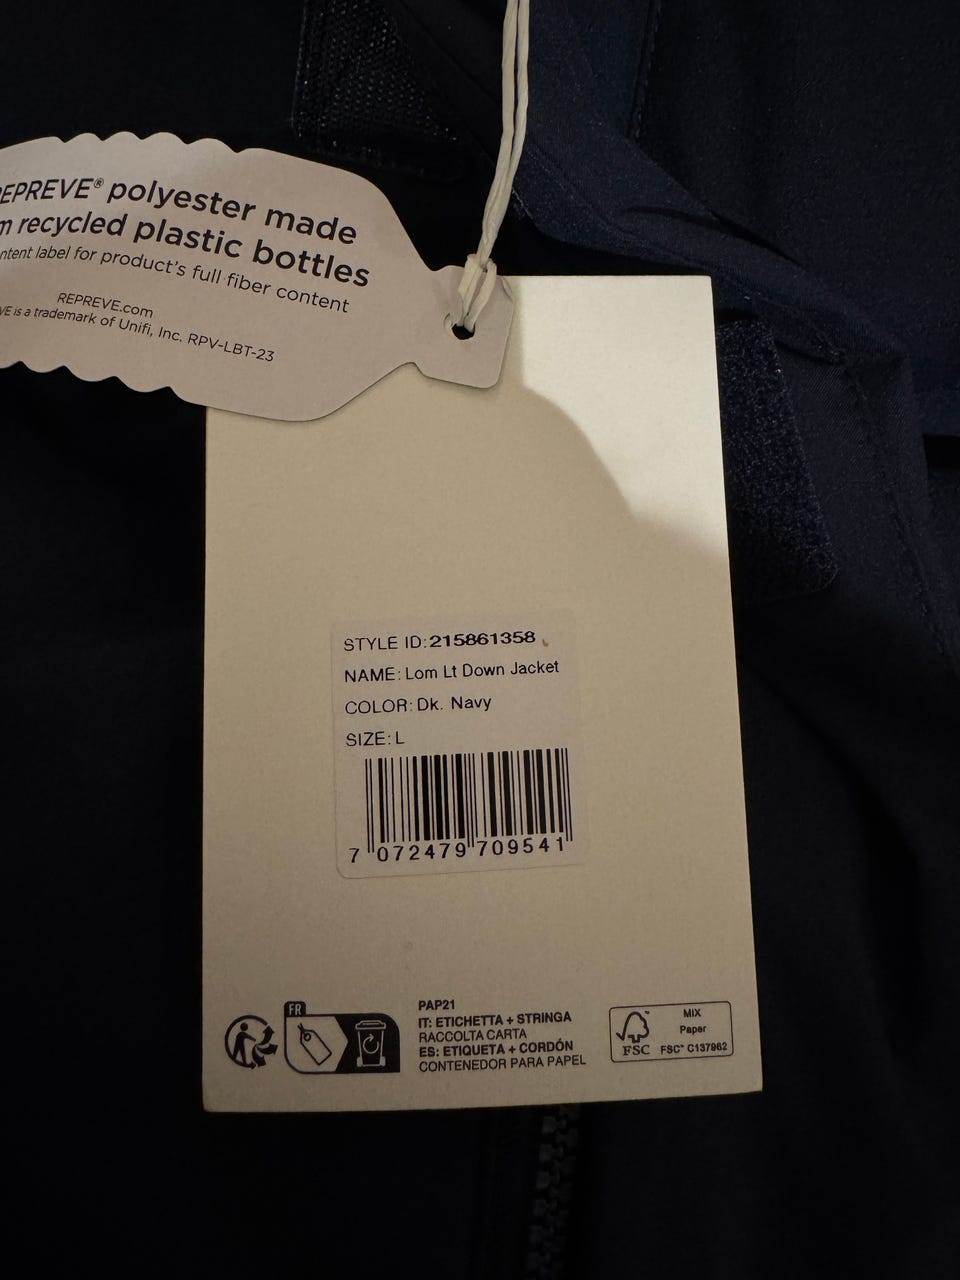 REPREVE® polyester made
recycled plastic bottles
label for product's full fiber content
REPREVE.com
is a trademark of Unifi, Inc. RPV-LBT-23
STYLE ID:215861358
NAME: Lom Lt Down Jacket
COLOR: Dk. Navy
SIZE: L
7 072479 709541
FR
PAP21
IT: ETICHETTA + STRINGA
RACCOLTA CARTA
ES: ETIQUETA + CORDÓN
CONTENEDOR PARA PAPEL
FSC
MIX
Paper
FSC® C137962